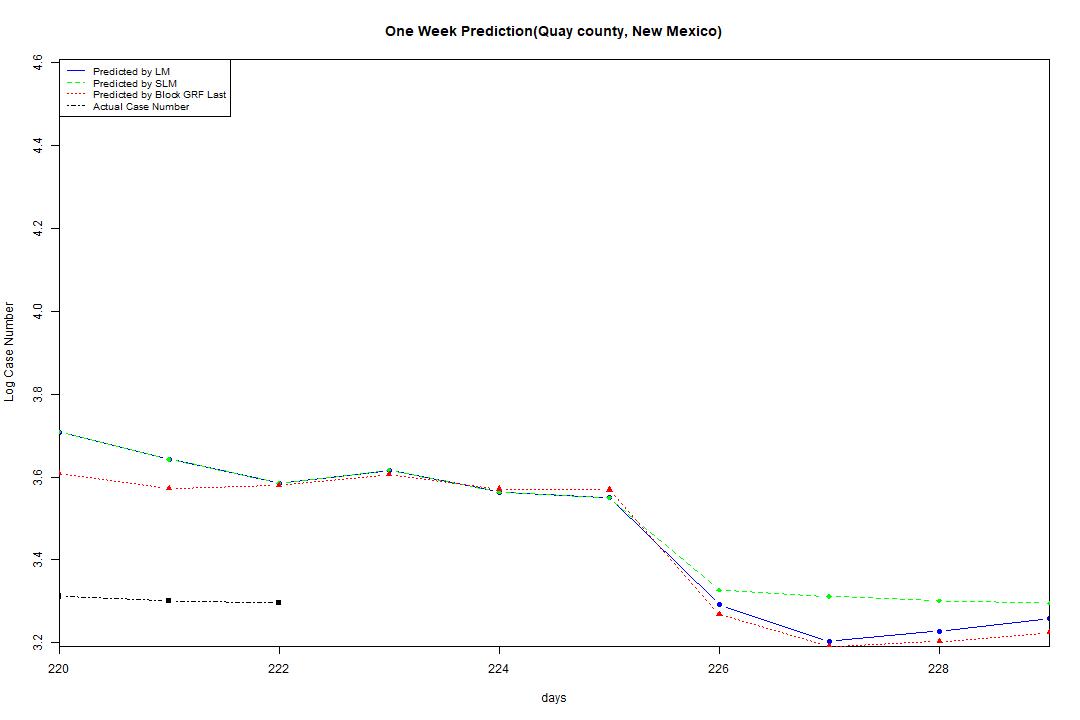 One Week Prediction(Quay county, New Mexico)
Predicted by LM
Predicted by SLM
Predicted by Block GRF Last
Actual Case Number
4.6
4.4
4.2
4.0
3.8
3.6
3.4
3.2
Log Case Number
220 222 224 226 228
days